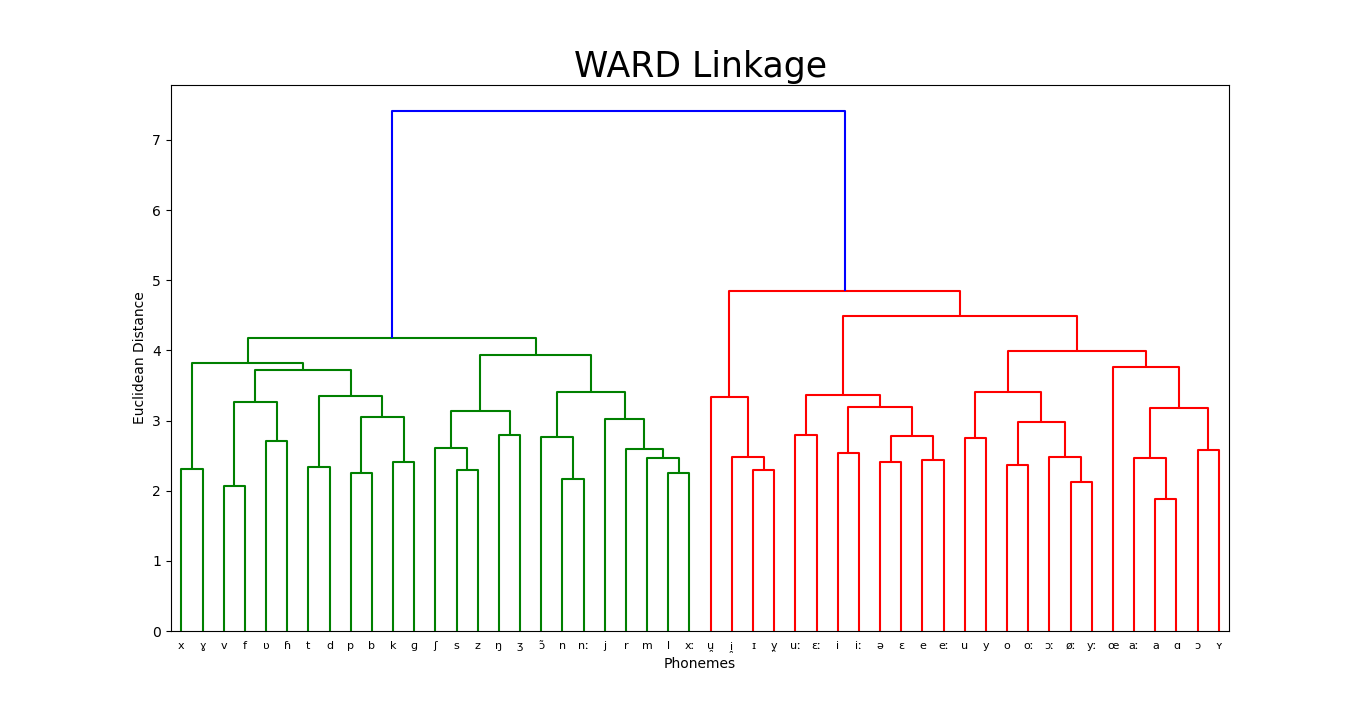 WARD Linkage
7
6
5
4
3
2
1
0
Euclidean Distance
x ɣ v f ʋ ɦ t d p b k ɡ ʃ s z ŋ ʒ ɔ̃ n nː j r m l xː u̯ i̯ ɪ y̯ uː ɛː i iː ə ɛ e eː u y o oː ɔː øː yː œ aː a ɑ ɔ ʏ
Phonemes